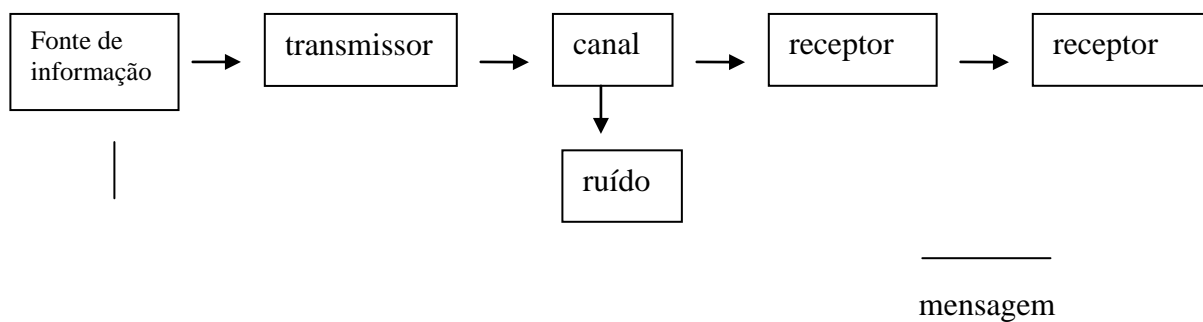 Fonte de
informação
transmissor
canal
receptor
receptor
ruído
mensagem